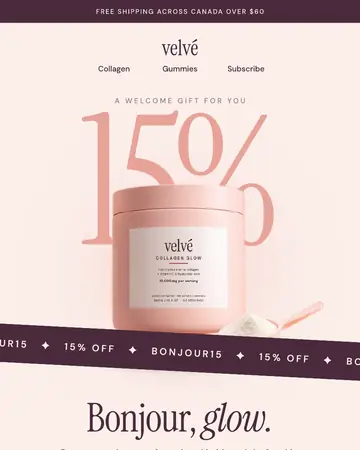 FREE SHIPPING ACROSS CANADA OVER $60
velvé
Collagen Gummies Subscribe
A WELCOME GIFT FOR YOU
15%
velvé
COLLAGEN GLOW
UR15 ✦ 15% OFF ✦ BONJOUR15 ✦ 15% OFF ✦ BO
Bonjour, glow.